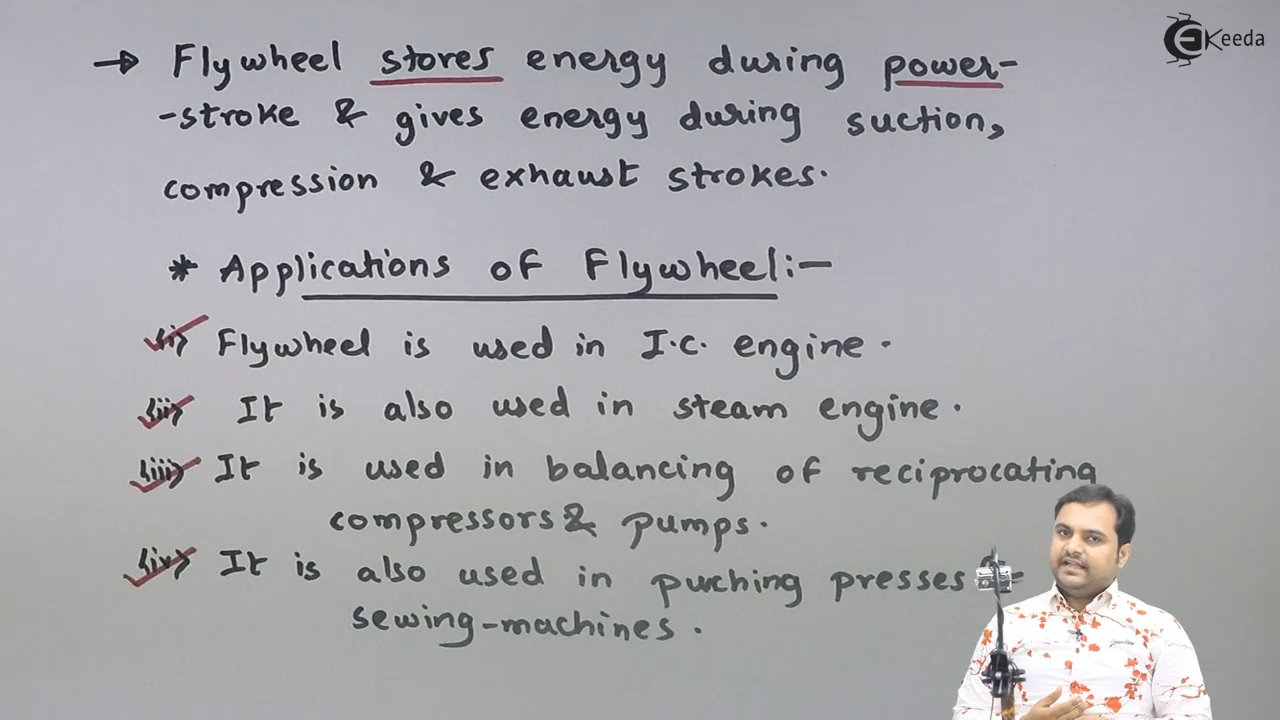 Keeda
→ Flywheel stores energy during power-
-stroke & gives energy during suction,
compression & exhaust strokes.
* Applications of Flywheel:-
(i) Flywheel is used in I.C. engine.
(ii) It is also used in steam engine.
(iii) It is used in balancing of reciprocating
compressors & pumps.
(iv) It is also used in punching presses
sewing-machines.